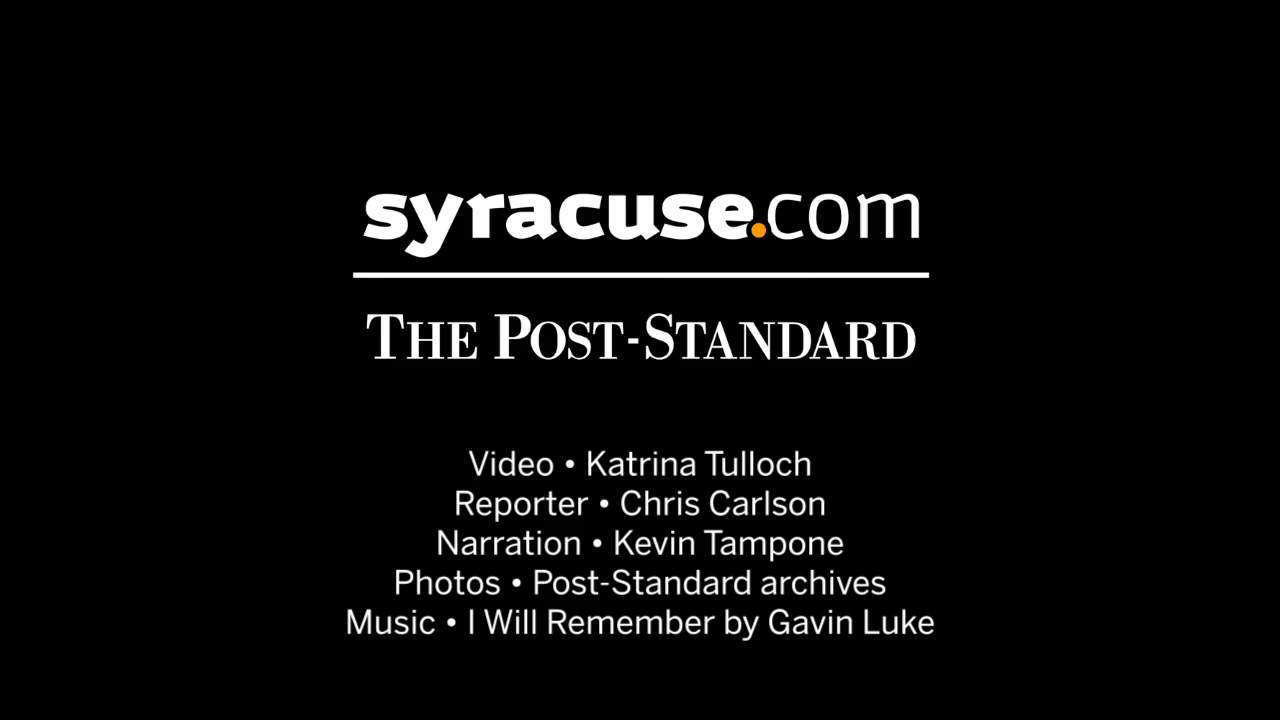 syracuse.com
THE POST-STANDARD
Video • Katrina Tulloch
Reporter • Chris Carlson
Narration • Kevin Tampone
Photos • Post-Standard archives
Music • I Will Remember by Gavin Luke